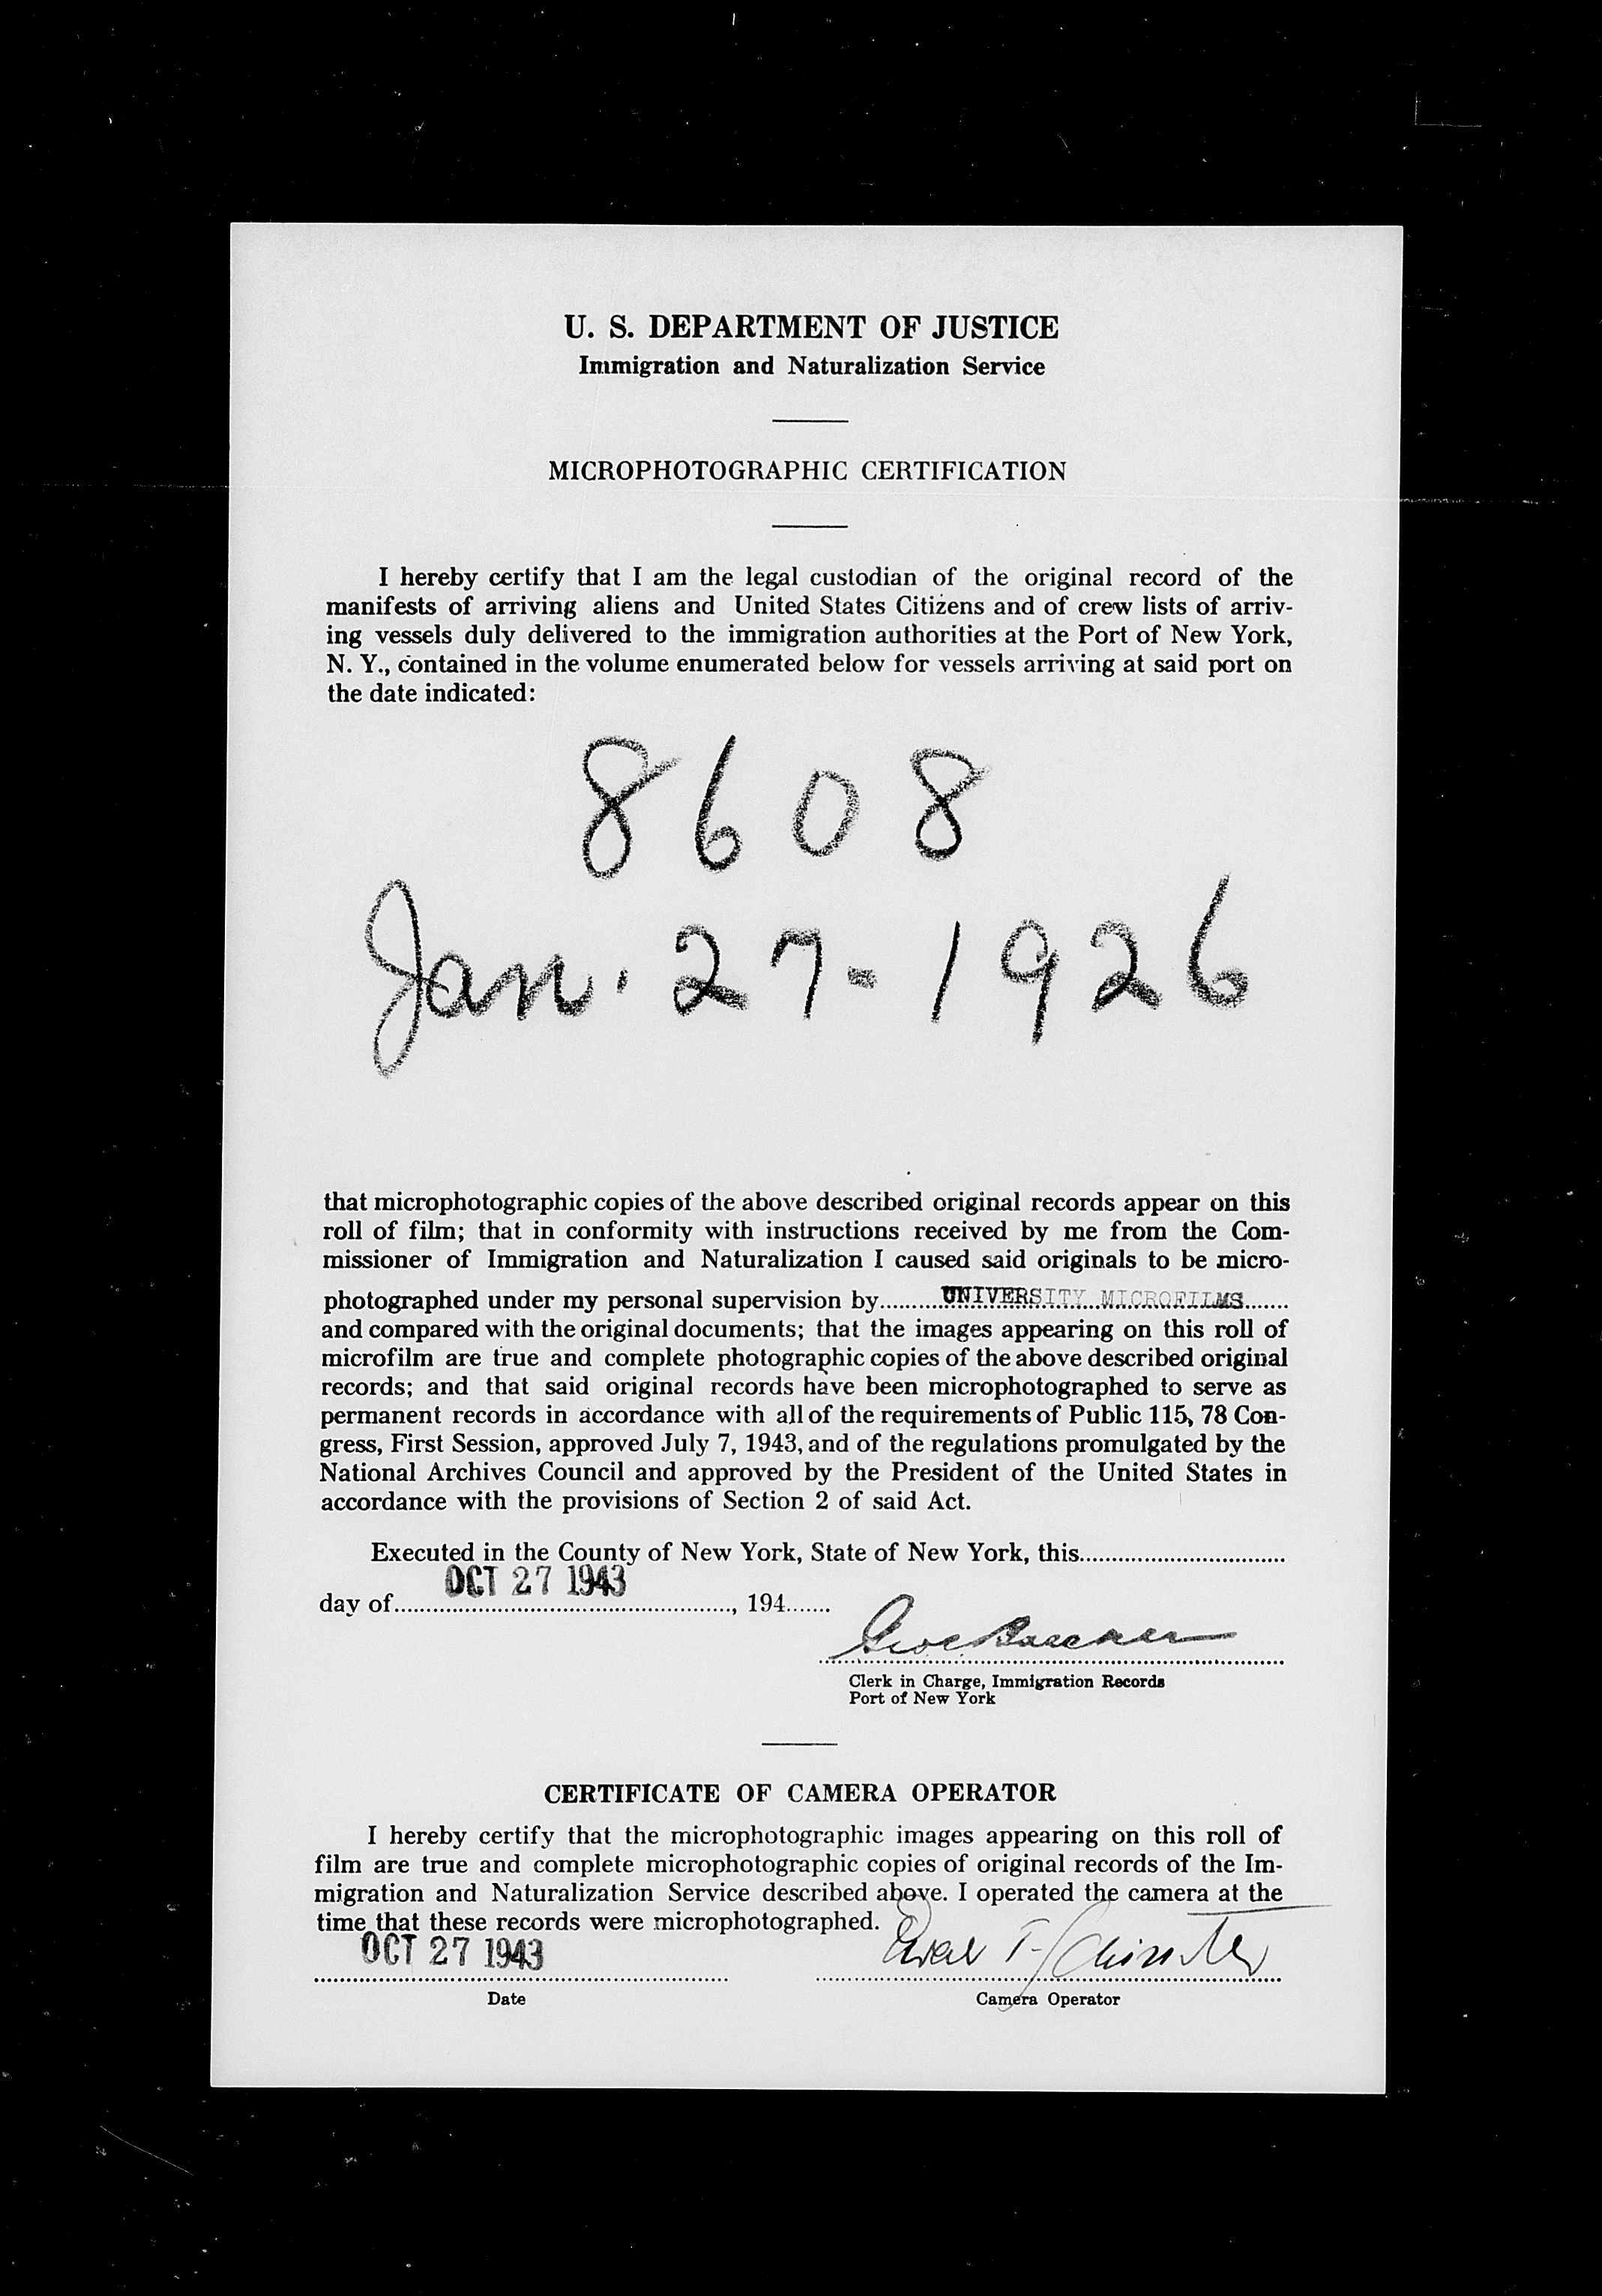 U. S. DEPARTMENT OF JUSTICE
Immigration and Naturalization Service
MICROPHOTOGRAPHIC CERTIFICATION
I hereby certify that I am the legal custodian of the original record of the
manifests of arriving aliens and United States Citizens and of crew lists of arriv-
ing vessels duly delivered to the immigration authorities at the Port of New York,
N. Y., contained in the volume enumerated below for vessels arriving at said port on
the date indicated:
8608
Jan. 27-1926
that microphotographic copies of the above described original records appear on this
roll of film; that in conformity with instructions received by me from the Com-
missioner of Immigration and Naturalization I caused said originals to be micro-
photographed under my personal supervision by UNIVERSITY MICROFILMS
and compared with the original documents; that the images appearing on this roll of
microfilm are true and complete photographic copies of the above described original
records; and that said original records have been microphotographed to serve as
permanent records in accordance with all of the requirements of Public 115, 78 Con-
gress, First Session, approved July 7, 1943, and of the regulations promulgated by the
National Archives Council and approved by the President of the United States in
accordance with the provisions of Section 2 of said Act.
Executed in the County of New York, State of New York, this
OCT 27 1943
day of , 194
Clerk in Charge, Immigration Records
Port of New York
CERTIFICATE OF CAMERA OPERATOR
I hereby certify that the microphotographic images appearing on this roll of
film are true and complete microphotographic copies of original records of the Im-
migration and Naturalization Service described above. I operated the camera at the
time that these records were microphotographed.
OCT 27 1943
Date
Camera Operator